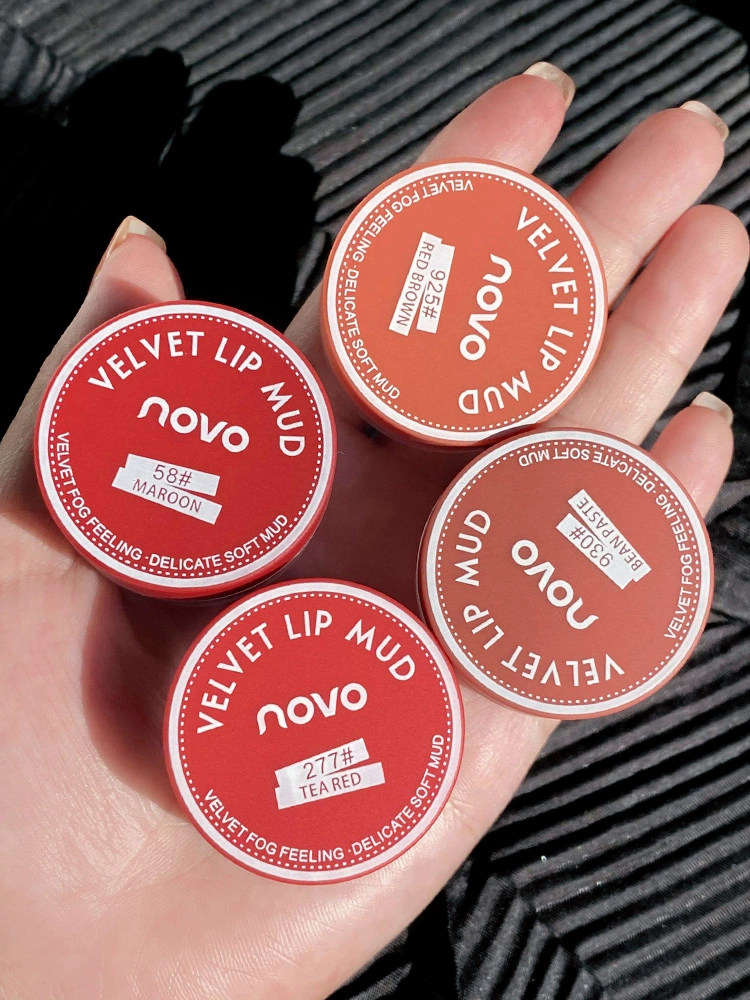 VELVET LIP MUD
novo
925#
RED BROWN
VELVET FOG FEELING · DELICATE SOFT MUD
VELVET LIP MUD
novo
58#
MAROON
VELVET FOG FEELING · DELICATE SOFT MUD
VELVET LIP MUD
novo
930#
BEAN PASTE
VELVET FOG FEELING · DELICATE SOFT MUD
VELVET LIP MUD
novo
277#
TEA RED
VELVET FOG FEELING · DELICATE SOFT MUD